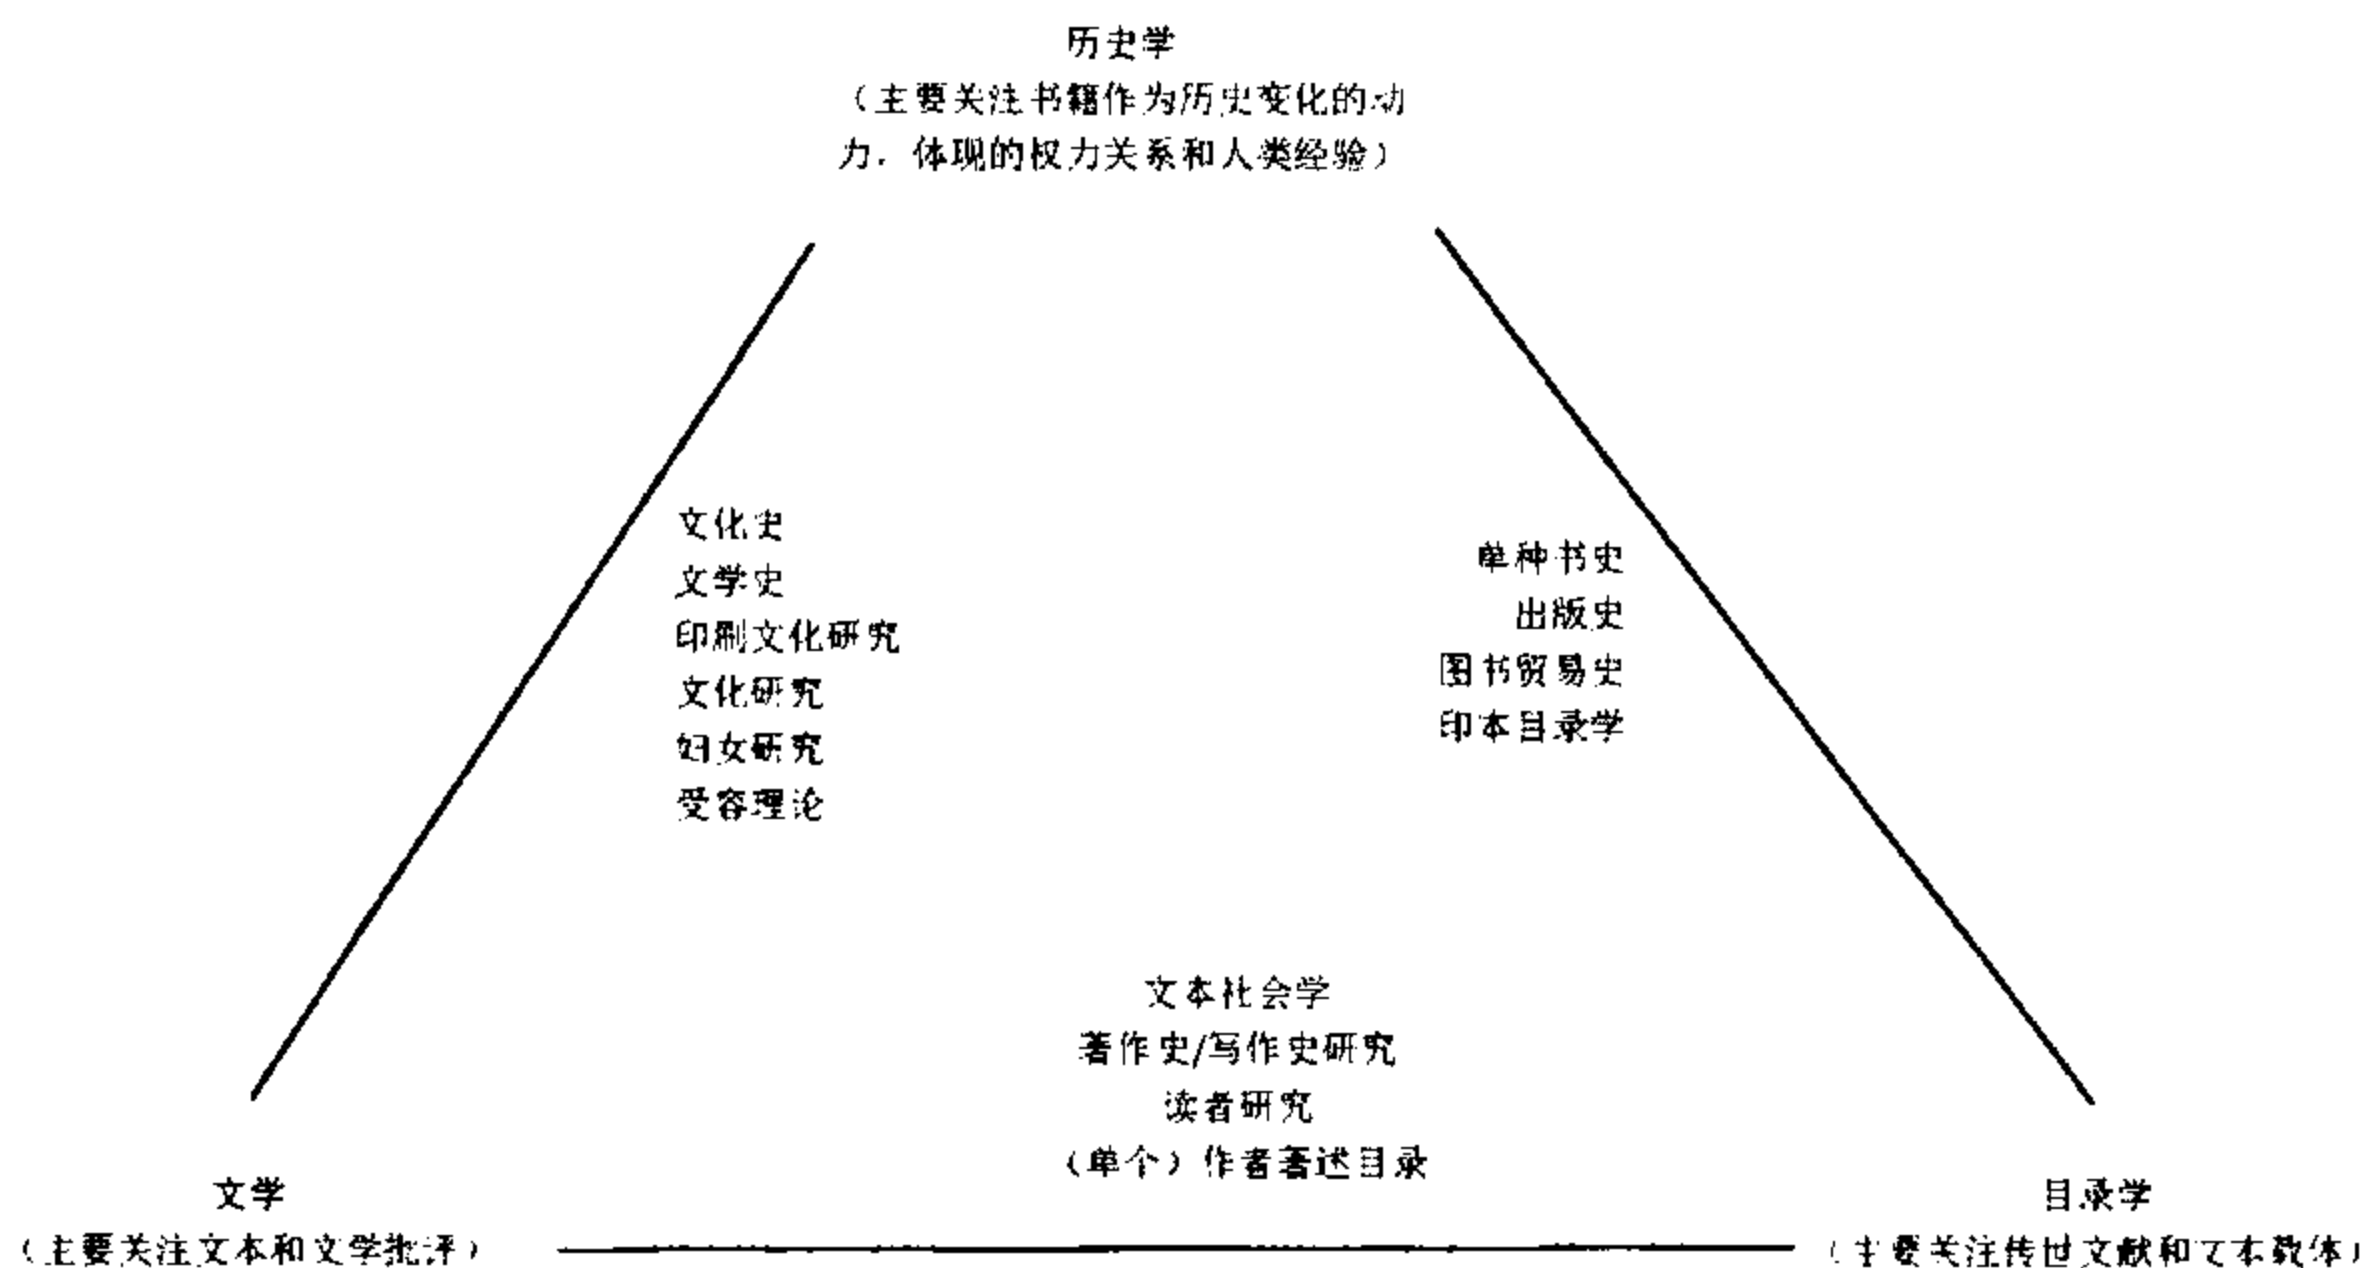 历史学
（主要关注书籍作为历史变化的动
力，体现的权力关系和人类经验）
文化史
文学史
印刷文化研究
文化研究
妇女研究
受容理论
单种书史
出版史
图书贸易史
印本目录学
文本社会学
著作史/写作史研究
读者研究
（单个）作者著述目录
文学
（主要关注文本和文学批评）
目录学
（主要关注传世文献和文本载体）